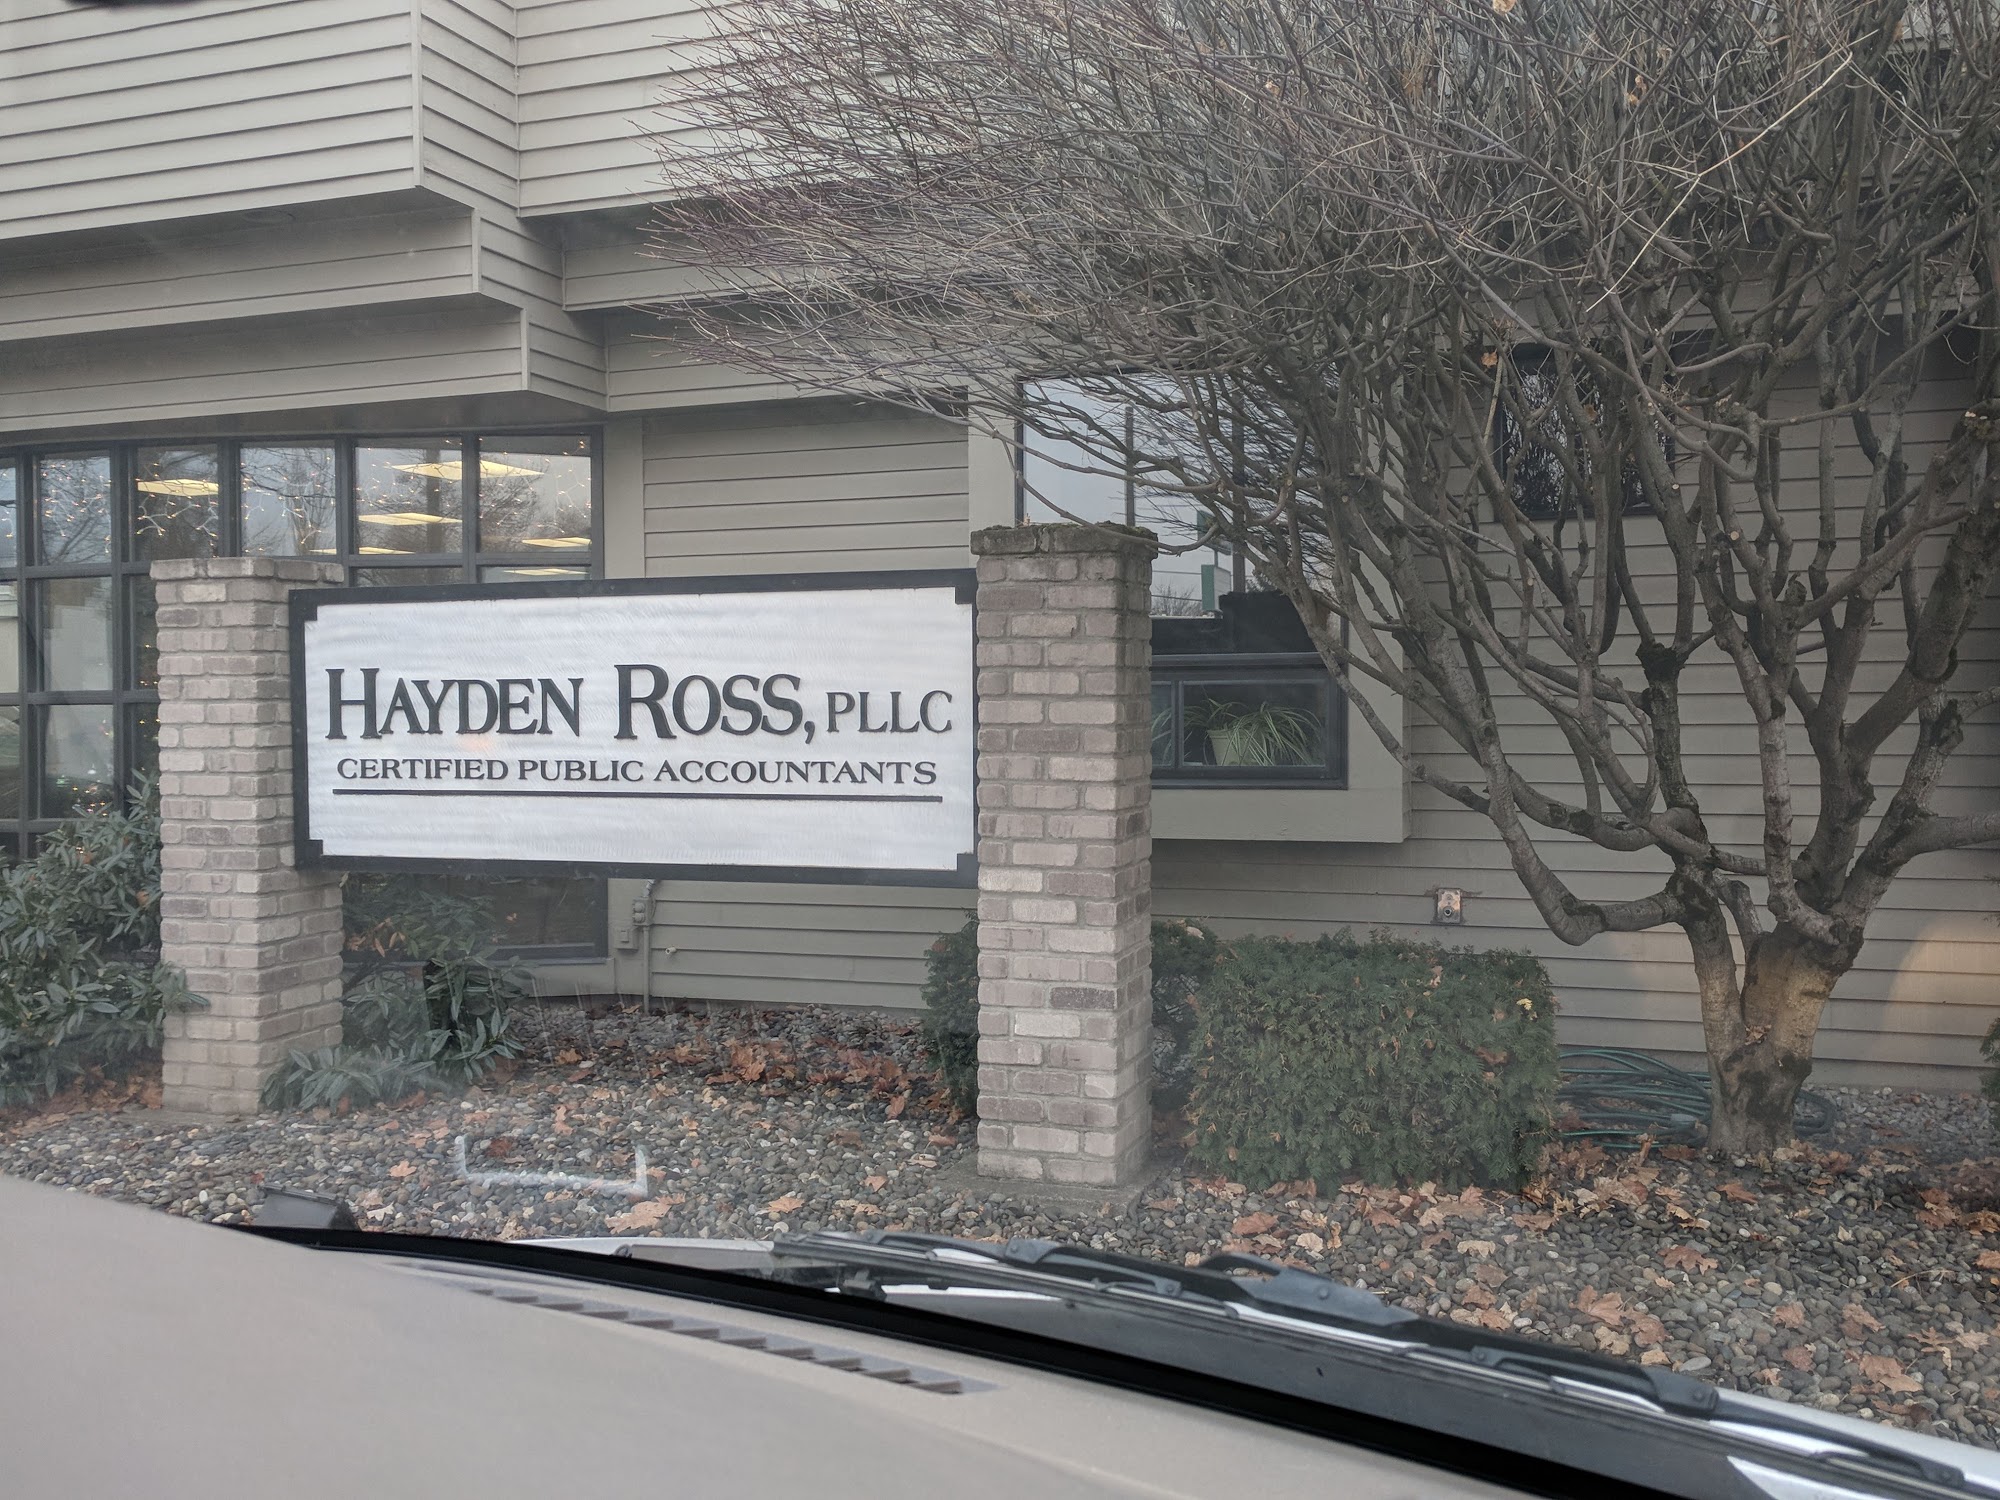 HAYDEN ROSS, PLLC
CERTIFIED PUBLIC ACCOUNTANTS